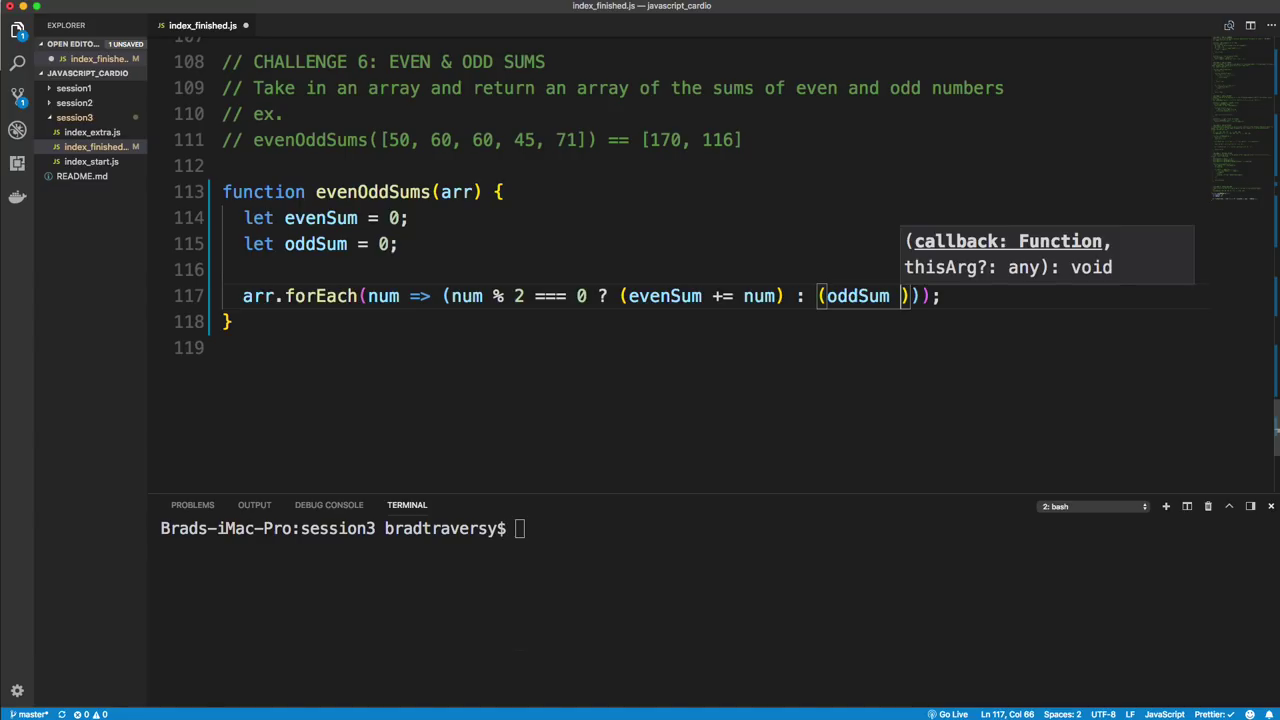 index_finished.js — javascript_cardio
EXPLORER
index_finished.js
OPEN EDITO... 1 UNSAVED
index_finishe... M
JAVASCRIPT_CARDIO
session1
session2
session3
index_extra.js
index_finished... M
index_start.js
README.md
1
1
107
108 // CHALLENGE 6: EVEN & ODD SUMS
109 // Take in an array and return an array of the sums of even and odd numbers
110 // ex.
111 // evenOddSums([50, 60, 60, 45, 71]) == [170, 116]
112
113 function evenOddSums(arr) {
114 let evenSum = 0;
115 let oddSum = 0;
116
(callback: Function,
thisArg?: any): void
117 arr.forEach(num => (num % 2 === 0 ? (evenSum += num) : (oddSum )));
118 }
119
PROBLEMS OUTPUT DEBUG CONSOLE TERMINAL 2: bash
Brads-iMac-Pro:session3 bradtraversy$
master* 0 0 Go Live Ln 117, Col 66 Spaces: 2 UTF-8 LF JavaScript Prettier: ✓